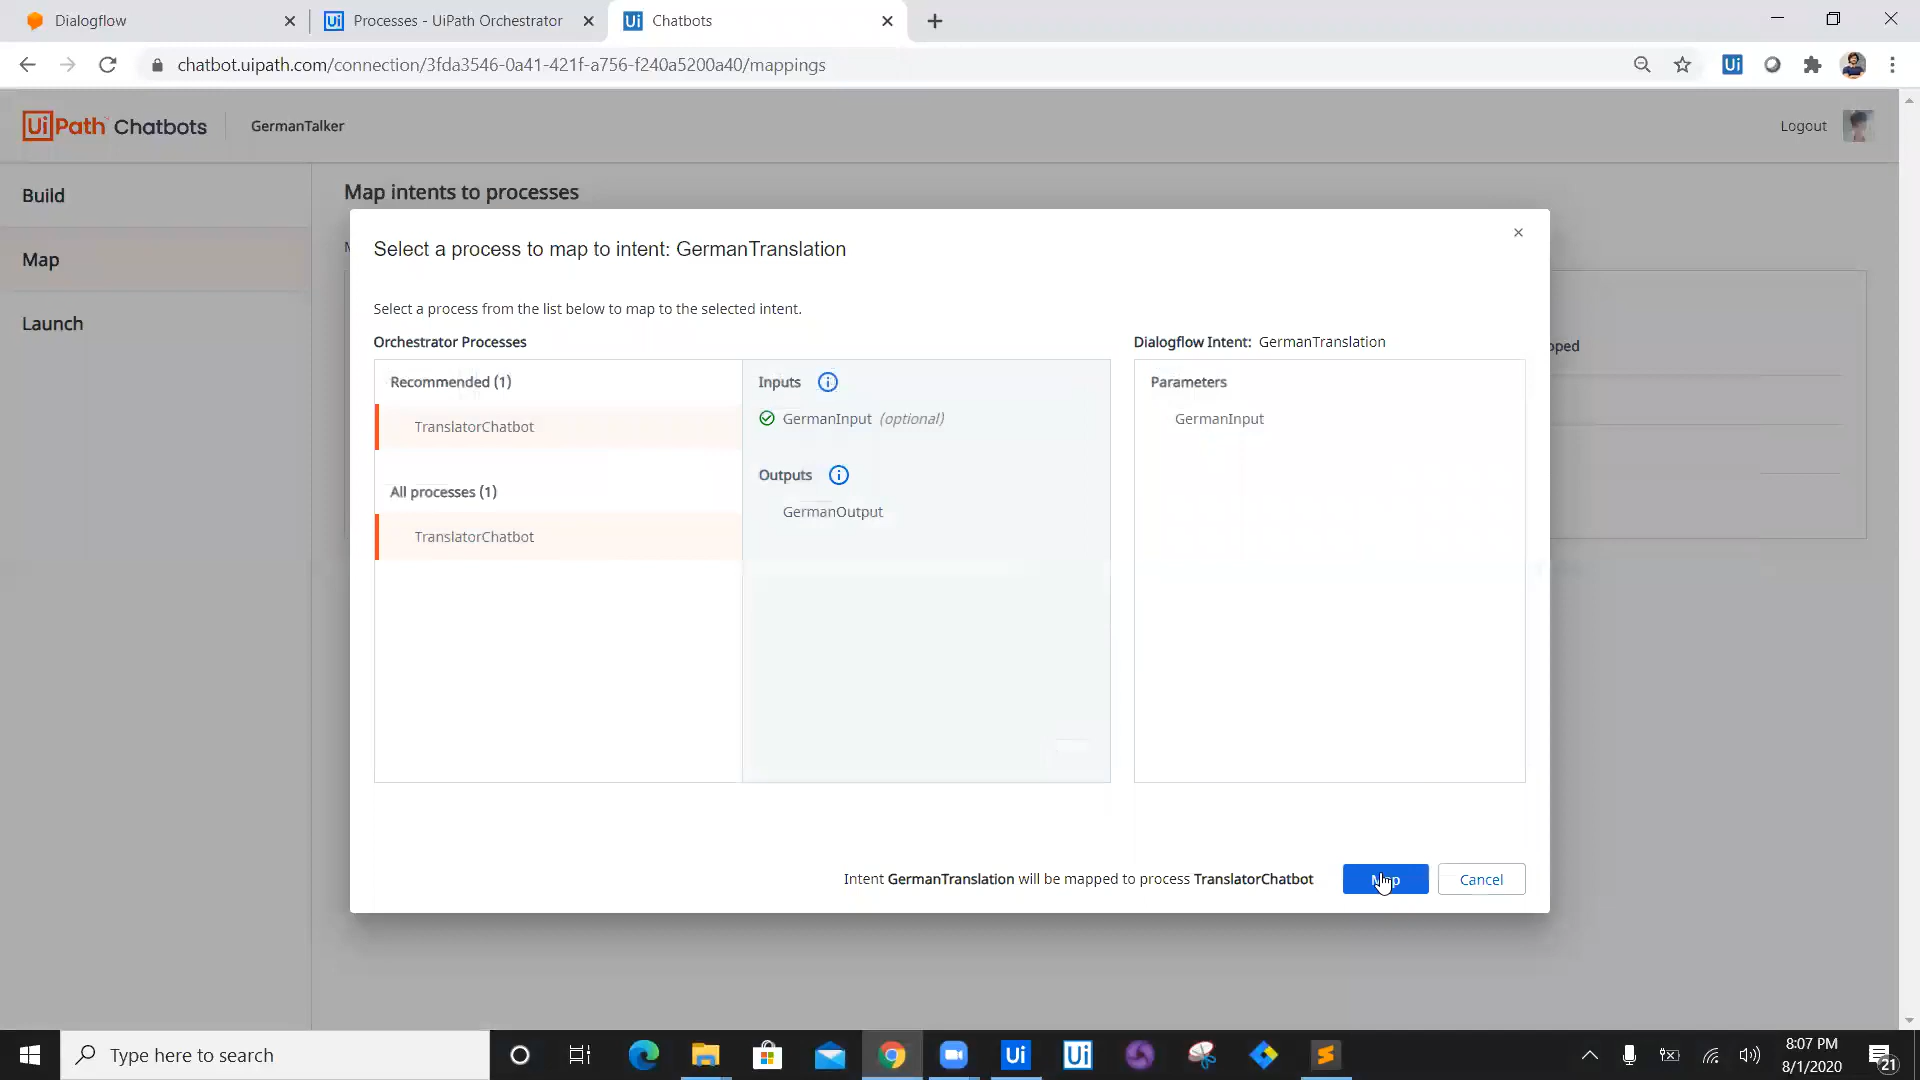 Dialogflow
Processes - UiPath Orchestrator
Chatbots
chatbot.uipath.com/connection/3fda3546-0a41-421f-a756-f240a5200a40/mappings
UiPath Chatbots
GermanTalker
Logout
Build
Map
Launch
Map intents to processes
Select a process to map to intent: GermanTranslation
Select a process from the list below to map to the selected intent.
Orchestrator Processes
Dialogflow Intent: GermanTranslation
Recommended (1)
TranslatorChatbot
All processes (1)
TranslatorChatbot
Inputs
GermanInput (optional)
Outputs
GermanOutput
Parameters
GermanInput
Intent GermanTranslation will be mapped to process TranslatorChatbot
Map
Cancel
Type here to search
8:07 PM
8/1/2020
21